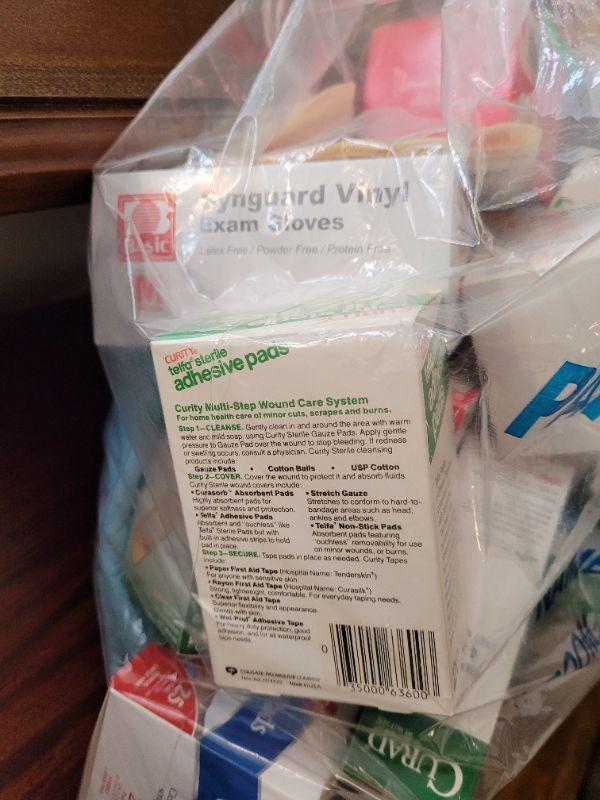 Synguard Vinyl
Exam Gloves
Basic
Latex Free / Powder Free / Protein Free
CURITY®
telfa® sterile
adhesive pads
Curity Multi-Step Wound Care System
For home health care of minor cuts, scrapes and burns.
Step 1—CLEANSE. Gently clean in and around the area with warm
water and mild soap, using Curity Sterile Gauze Pads. Apply gentle
pressure to Gauze Pad over the wound to stop bleeding. If redness
or swelling occurs, consult a physician. Curity Sterile cleansing
products include:
Gauze Pads • Cotton Balls • USP Cotton
Step 2—COVER. Cover the wound to protect it and absorb fluids.
Curity Sterile wound covers include:
• Curasorb™ Absorbent Pads
Highly absorbent pads for
superior softness and protection.
• Telfa® Adhesive Pads
Absorbent and "ouchless" like
Telfa® Sterile Pads but with
built-in adhesive strips to hold
pad in place.
• Stretch Gauze
Stretches to conform to hard-to-
bandage areas such as head,
ankles and elbows.
• Telfa® Non-Stick Pads
Absorbent pads featuring
"ouchless" removability for use
on minor wounds, or burns.
Step 3—SECURE. Tape pads in place as needed. Curity Tapes
include:
• Paper First Aid Tape (Hospital Name: Tenderskin®)
For anyone with sensitive skin.
• Rayon First Aid Tape (Hospital Name: Curasilk®)
Strong, lightweight, comfortable. For everyday taping needs.
• Clear First Aid Tape
Superior flexibility and appearance.
Blends with skin.
• Wet-Pruf® Adhesive Tape
For heavy duty protection, good
adhesion, and for all waterproof
tape needs.
COLGATE-PALMOLIVE COMPANY
MADE IN U.S.A.
0
35000 63600
25
CURAD